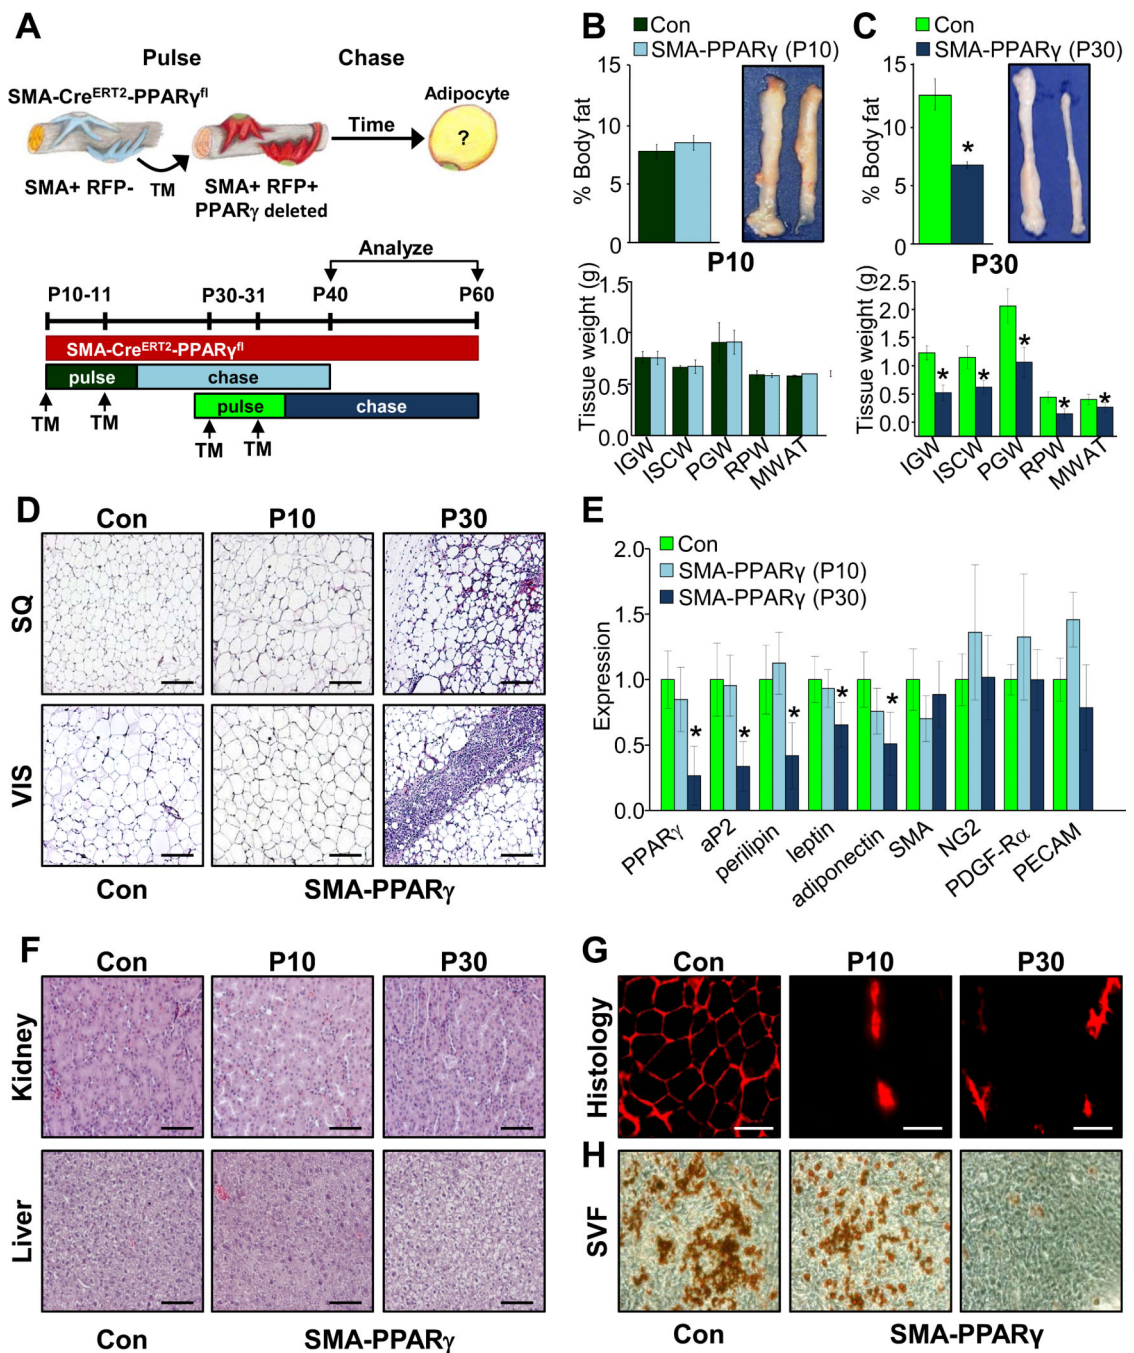 A
Pulse
Chase
SMA-CreERT2-PPARγfl
Adipocyte
Time
?
SMA+ RFP-
TM
SMA+ RFP+
PPARγ deleted
Analyze
P10-11
P30-31
P40
P60
SMA-CreERT2-PPARγfl
pulse
chase
pulse
chase
TM
TM
TM
TM
B
Con
SMA-PPARγ (P10)
% Body fat
15
10
5
0
P10
Tissue weight (g)
1.5
1.0
0.5
0.0
IGW
ISCW
PGW
RPW
MWAT
C
Con
SMA-PPARγ (P30)
% Body fat
15
10
15
10
*
P30
Tissue weight (g)
2.5
1.5
1.0
0.5
0.0
* * * * *
IGW
ISCW
PGW
RPW
MWAT
D
Con
P10
P30
SQ
VIS
Con
SMA-PPARγ
E
Con
SMA-PPARγ (P10)
SMA-PPARγ (P30)
Expression
2.0
1.5
1.0
0.5
0.0
* * * * *
PPARγ
aP2
perilipin
leptin
adiponectin
SMA
NG2
PDGF-Rα
PECAM
F
Con
P10
P30
Kidney
Liver
Con
SMA-PPARγ
G
Con
P10
P30
Histology
H
SVF
Con
SMA-PPARγ